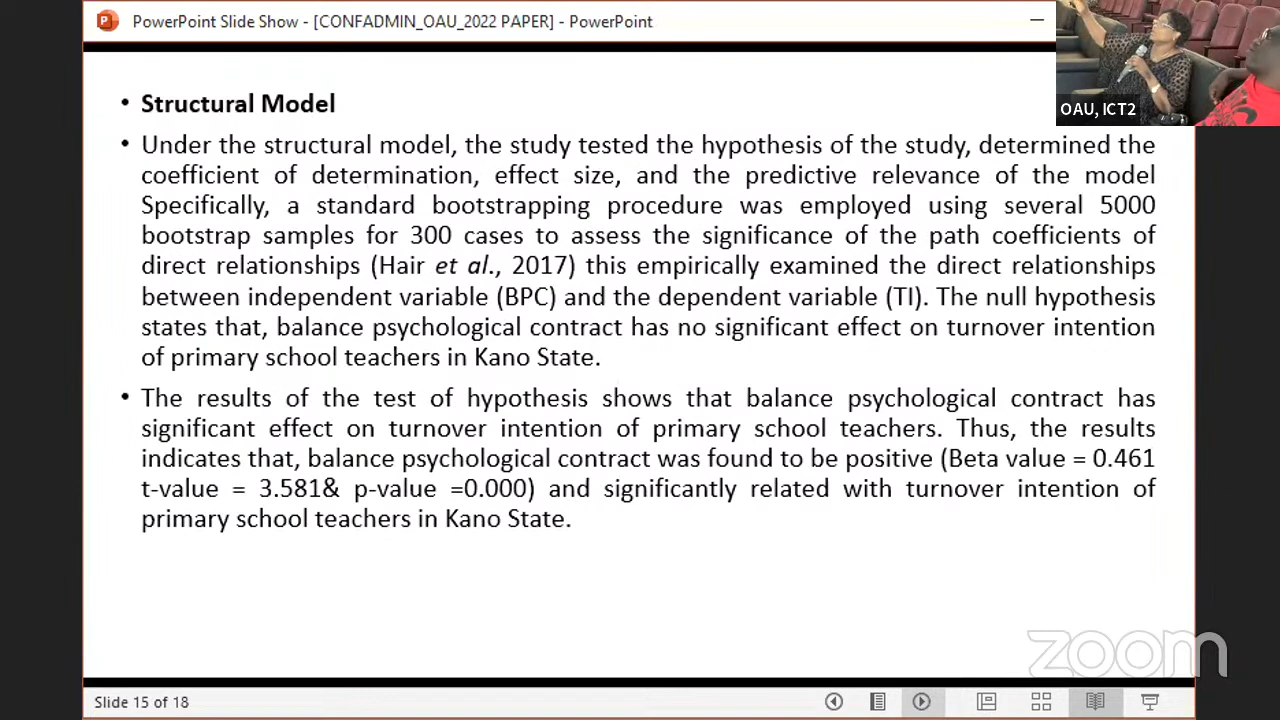 PowerPoint Slide Show - [CONFADMIN_OAU_2022 PAPER] - PowerPoint
OAU, ICT2
• Structural Model
• Under the structural model, the study tested the hypothesis of the study, determined the
coefficient of determination, effect size, and the predictive relevance of the model
Specifically, a standard bootstrapping procedure was employed using several 5000
bootstrap samples for 300 cases to assess the significance of the path coefficients of
direct relationships (Hair et al., 2017) this empirically examined the direct relationships
between independent variable (BPC) and the dependent variable (TI). The null hypothesis
states that, balance psychological contract has no significant effect on turnover intention
of primary school teachers in Kano State.
• The results of the test of hypothesis shows that balance psychological contract has
significant effect on turnover intention of primary school teachers. Thus, the results
indicates that, balance psychological contract was found to be positive (Beta value = 0.461
t-value = 3.581& p-value =0.000) and significantly related with turnover intention of
primary school teachers in Kano State.
zoom
Slide 15 of 18